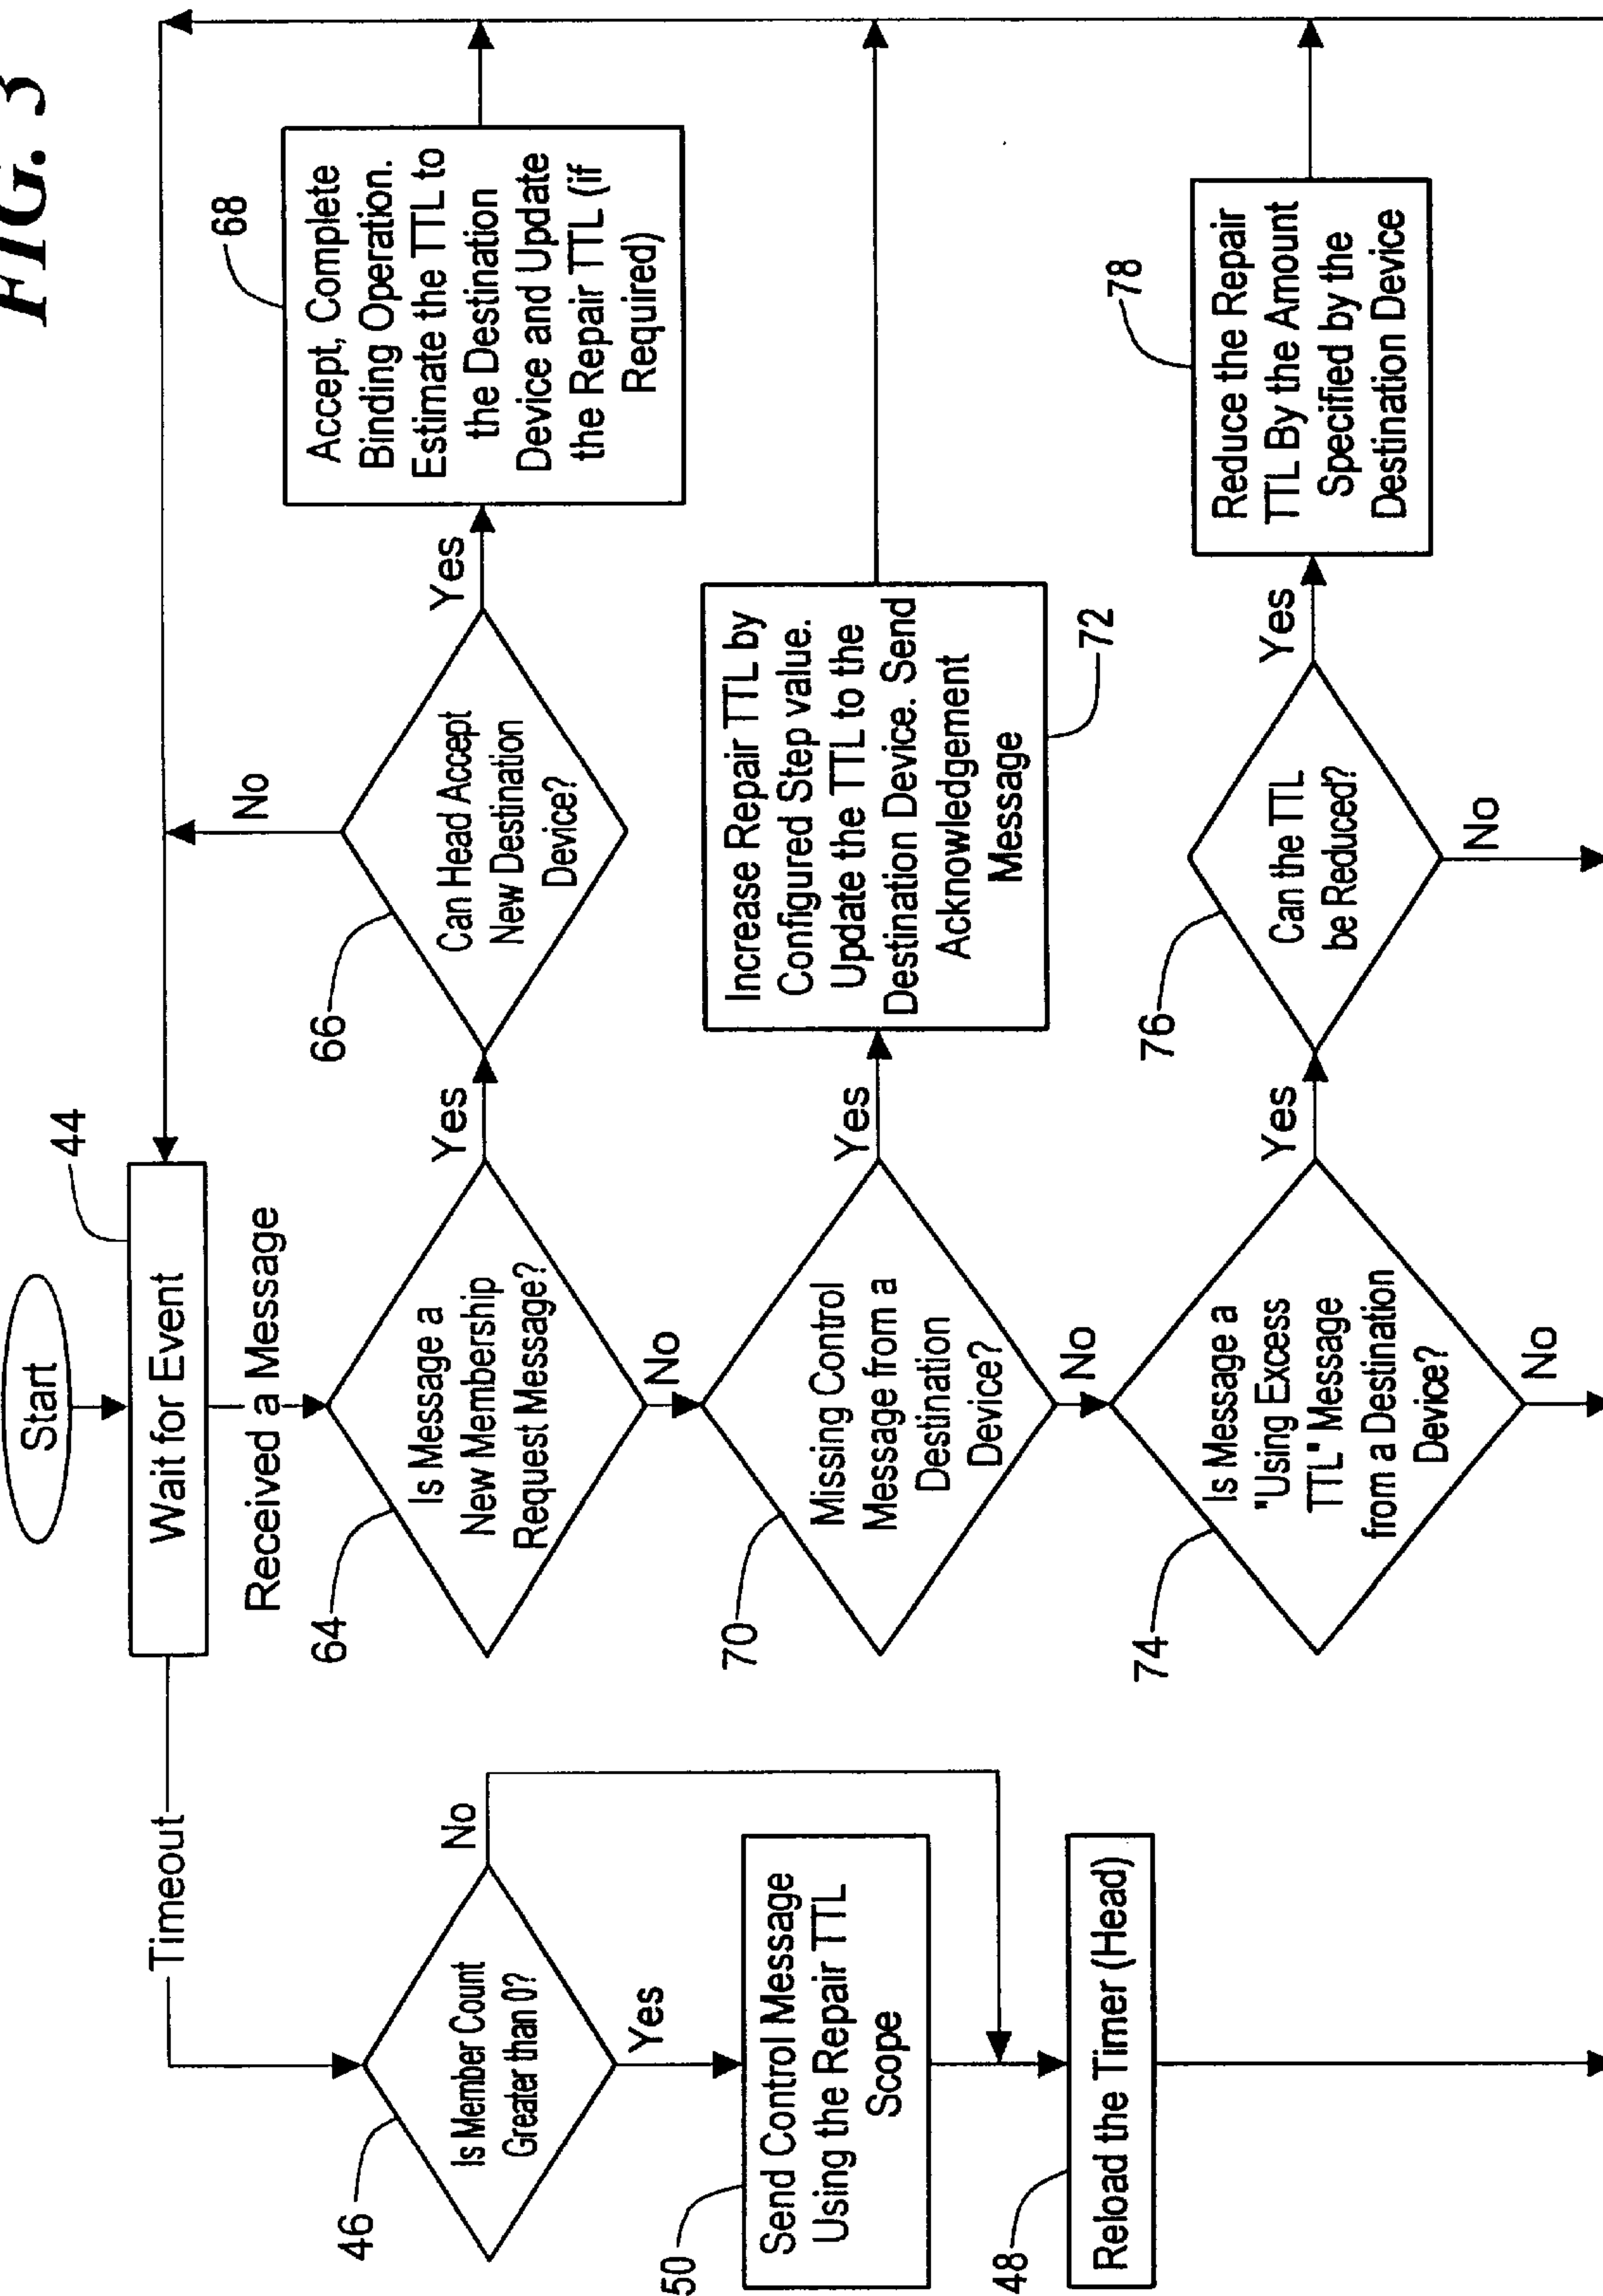 FIG. 3
Start
44
Wait for Event
Timeout
Received a Message
46
Is Member Count
Greater than 0?
No
Yes
50
Send Control Message
Using the Repair TTL
Scope
48
Reload the Timer (Head)
64
Is Message a
New Membership
Request Message?
Yes
No
66
Can Head Accept
New Destination
Device?
No
Yes
68
Accept, Complete
Binding Operation.
Estimate the TTL to
the Destination
Device and Update
the Repair TTL (if
Required)
70
Missing Control
Message from a
Destination
Device?
Yes
No
Increase Repair TTL by
Configured Step value.
Update the TTL to the
Destination Device. Send
Acknowledgement
Message
72
74
Is Message a
"Using Excess
TTL" Message
from a Destination
Device?
Yes
No
76
Can the TTL
be Reduced?
Yes
No
78
Reduce the Repair
TTL By the Amount
Specified by the
Destination Device